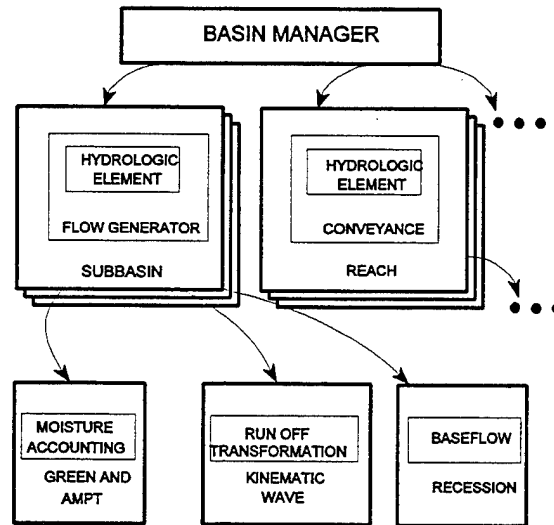 BASIN MANAGER
HYDROLOGIC
ELEMENT
FLOW GENERATOR
SUBBASIN
HYDROLOGIC
ELEMENT
CONVEYANCE
REACH
MOISTURE
ACCOUNTING
GREEN AND
AMPT
RUN OFF
TRANSFORMATION
KINEMATIC
WAVE
BASEFLOW
RECESSION